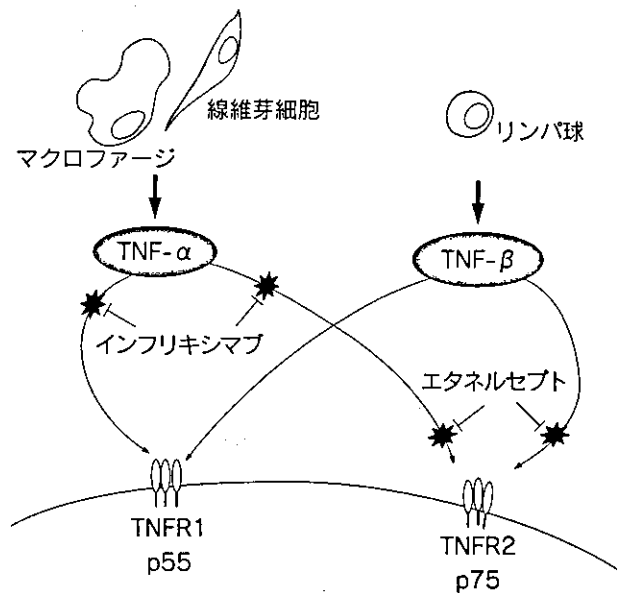 線維芽細胞
マクロファージ
リンパ球
TNF-α
TNF-β
インフリキシマブ
エタネルセプト
TNFR1
p55
TNFR2
p75